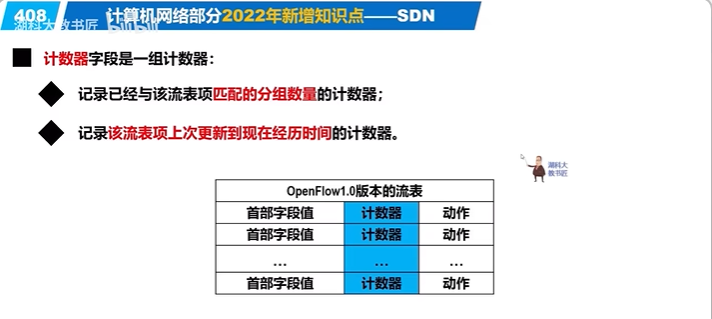 408 计算机网络部分2022年新增知识点——SDN
湖科大教书匠 bilibili
计数器字段是一组计数器：
记录已经与该流表项匹配的分组数量的计数器；
记录该流表项上次更新到现在经历时间的计数器。
湖科大
教书匠
OpenFlow1.0版本的流表
首部字段值 计数器 动作
首部字段值 计数器 动作
... ... ...
首部字段值 计数器 动作